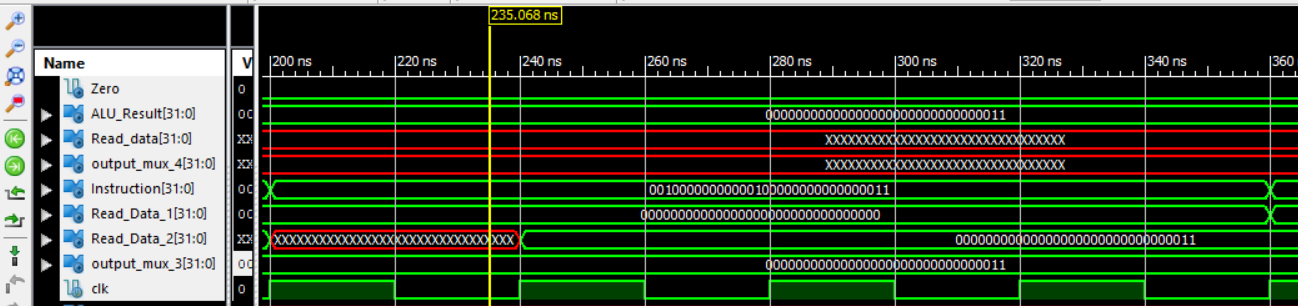 235.068 ns
Name V 200 ns 220 ns 240 ns 260 ns 280 ns 300 ns 320 ns 340 ns 360
Zero 0
ALU_Result[31:0] 00 00000000000000000000000000000011
Read_data[31:0] XX XXXXXXXXXXXXXXXXXXXXXXXXXXXXXXXX
output_mux_4[31:0] XX XXXXXXXXXXXXXXXXXXXXXXXXXXXXXXXX
Instruction[31:0] 00 00100000000000100000000000000011
Read_Data_1[31:0] 00 00000000000000000000000000000000
Read_Data_2[31:0] XX XXXXXXXXXXXXXXXXXXXXXXXXXXXXXXXX 00000000000000000000000000000011
output_mux_3[31:0] 00 00000000000000000000000000000011
clk 0